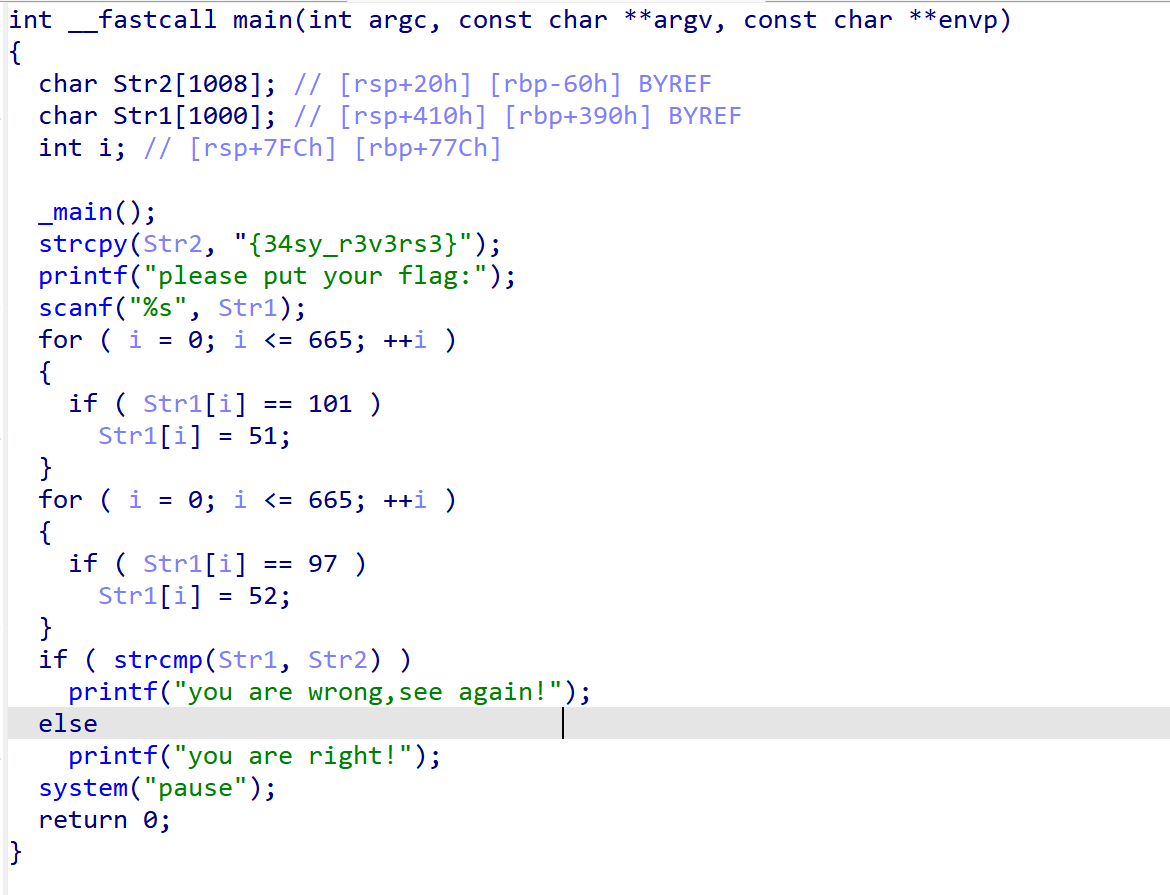 int __fastcall main(int argc, const char **argv, const char **envp)
{
  char Str2[1008]; // [rsp+20h] [rbp-60h] BYREF
  char Str1[1000]; // [rsp+410h] [rbp+390h] BYREF
  int i; // [rsp+7FCh] [rbp+77Ch]

  _main();
  strcpy(Str2, "{34sy_r3v3rs3}");
  printf("please put your flag:");
  scanf("%s", Str1);
  for ( i = 0; i <= 665; ++i )
  {
    if ( Str1[i] == 101 )
      Str1[i] = 51;
  }
  for ( i = 0; i <= 665; ++i )
  {
    if ( Str1[i] == 97 )
      Str1[i] = 52;
  }
  if ( strcmp(Str1, Str2) )
    printf("you are wrong,see again!");
  else
    printf("you are right!");
  system("pause");
  return 0;
}